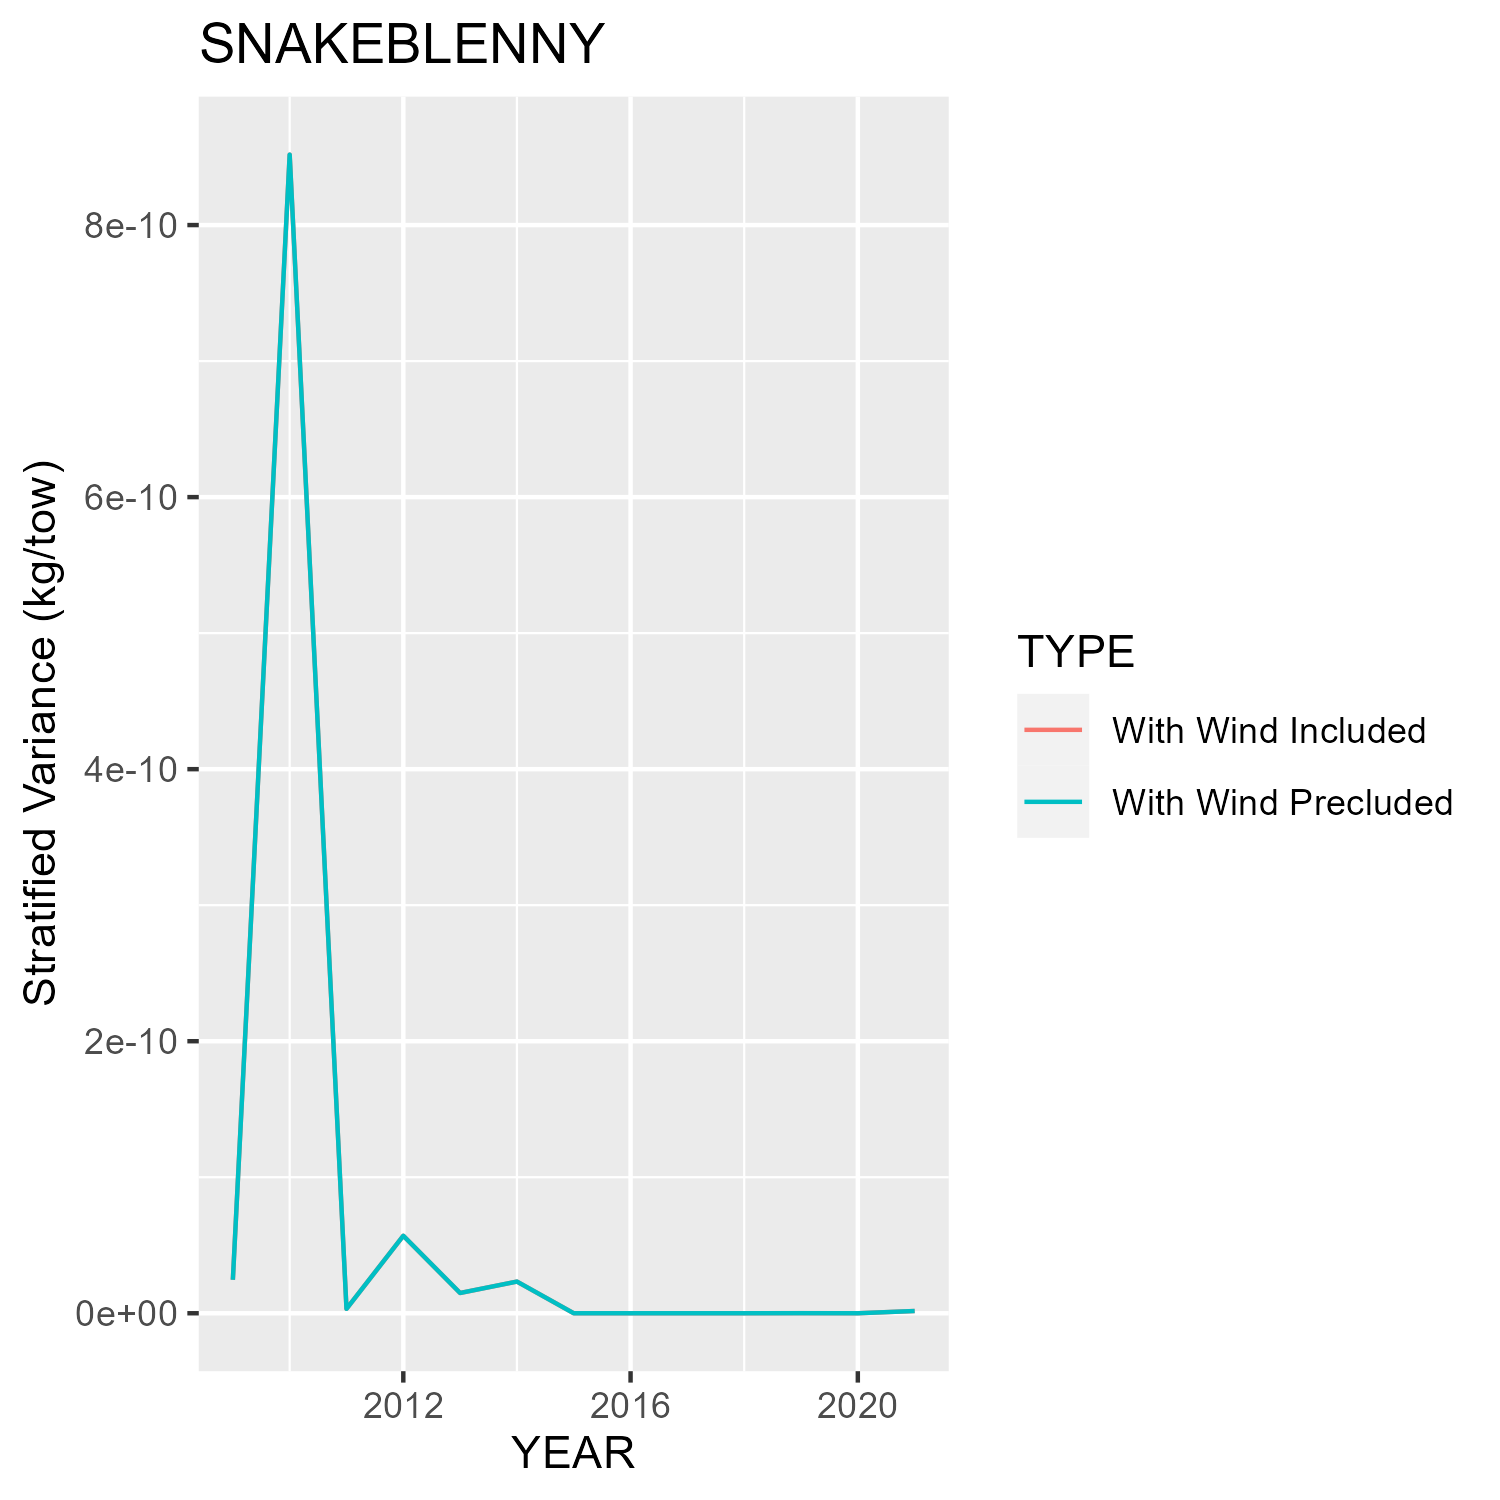 SNAKEBLENNY
Stratified Variance (kg/tow)
8e-10
6e-10
4e-10
2e-10
0e+00
2012 2016 2020
YEAR
TYPE
With Wind Included
With Wind Precluded